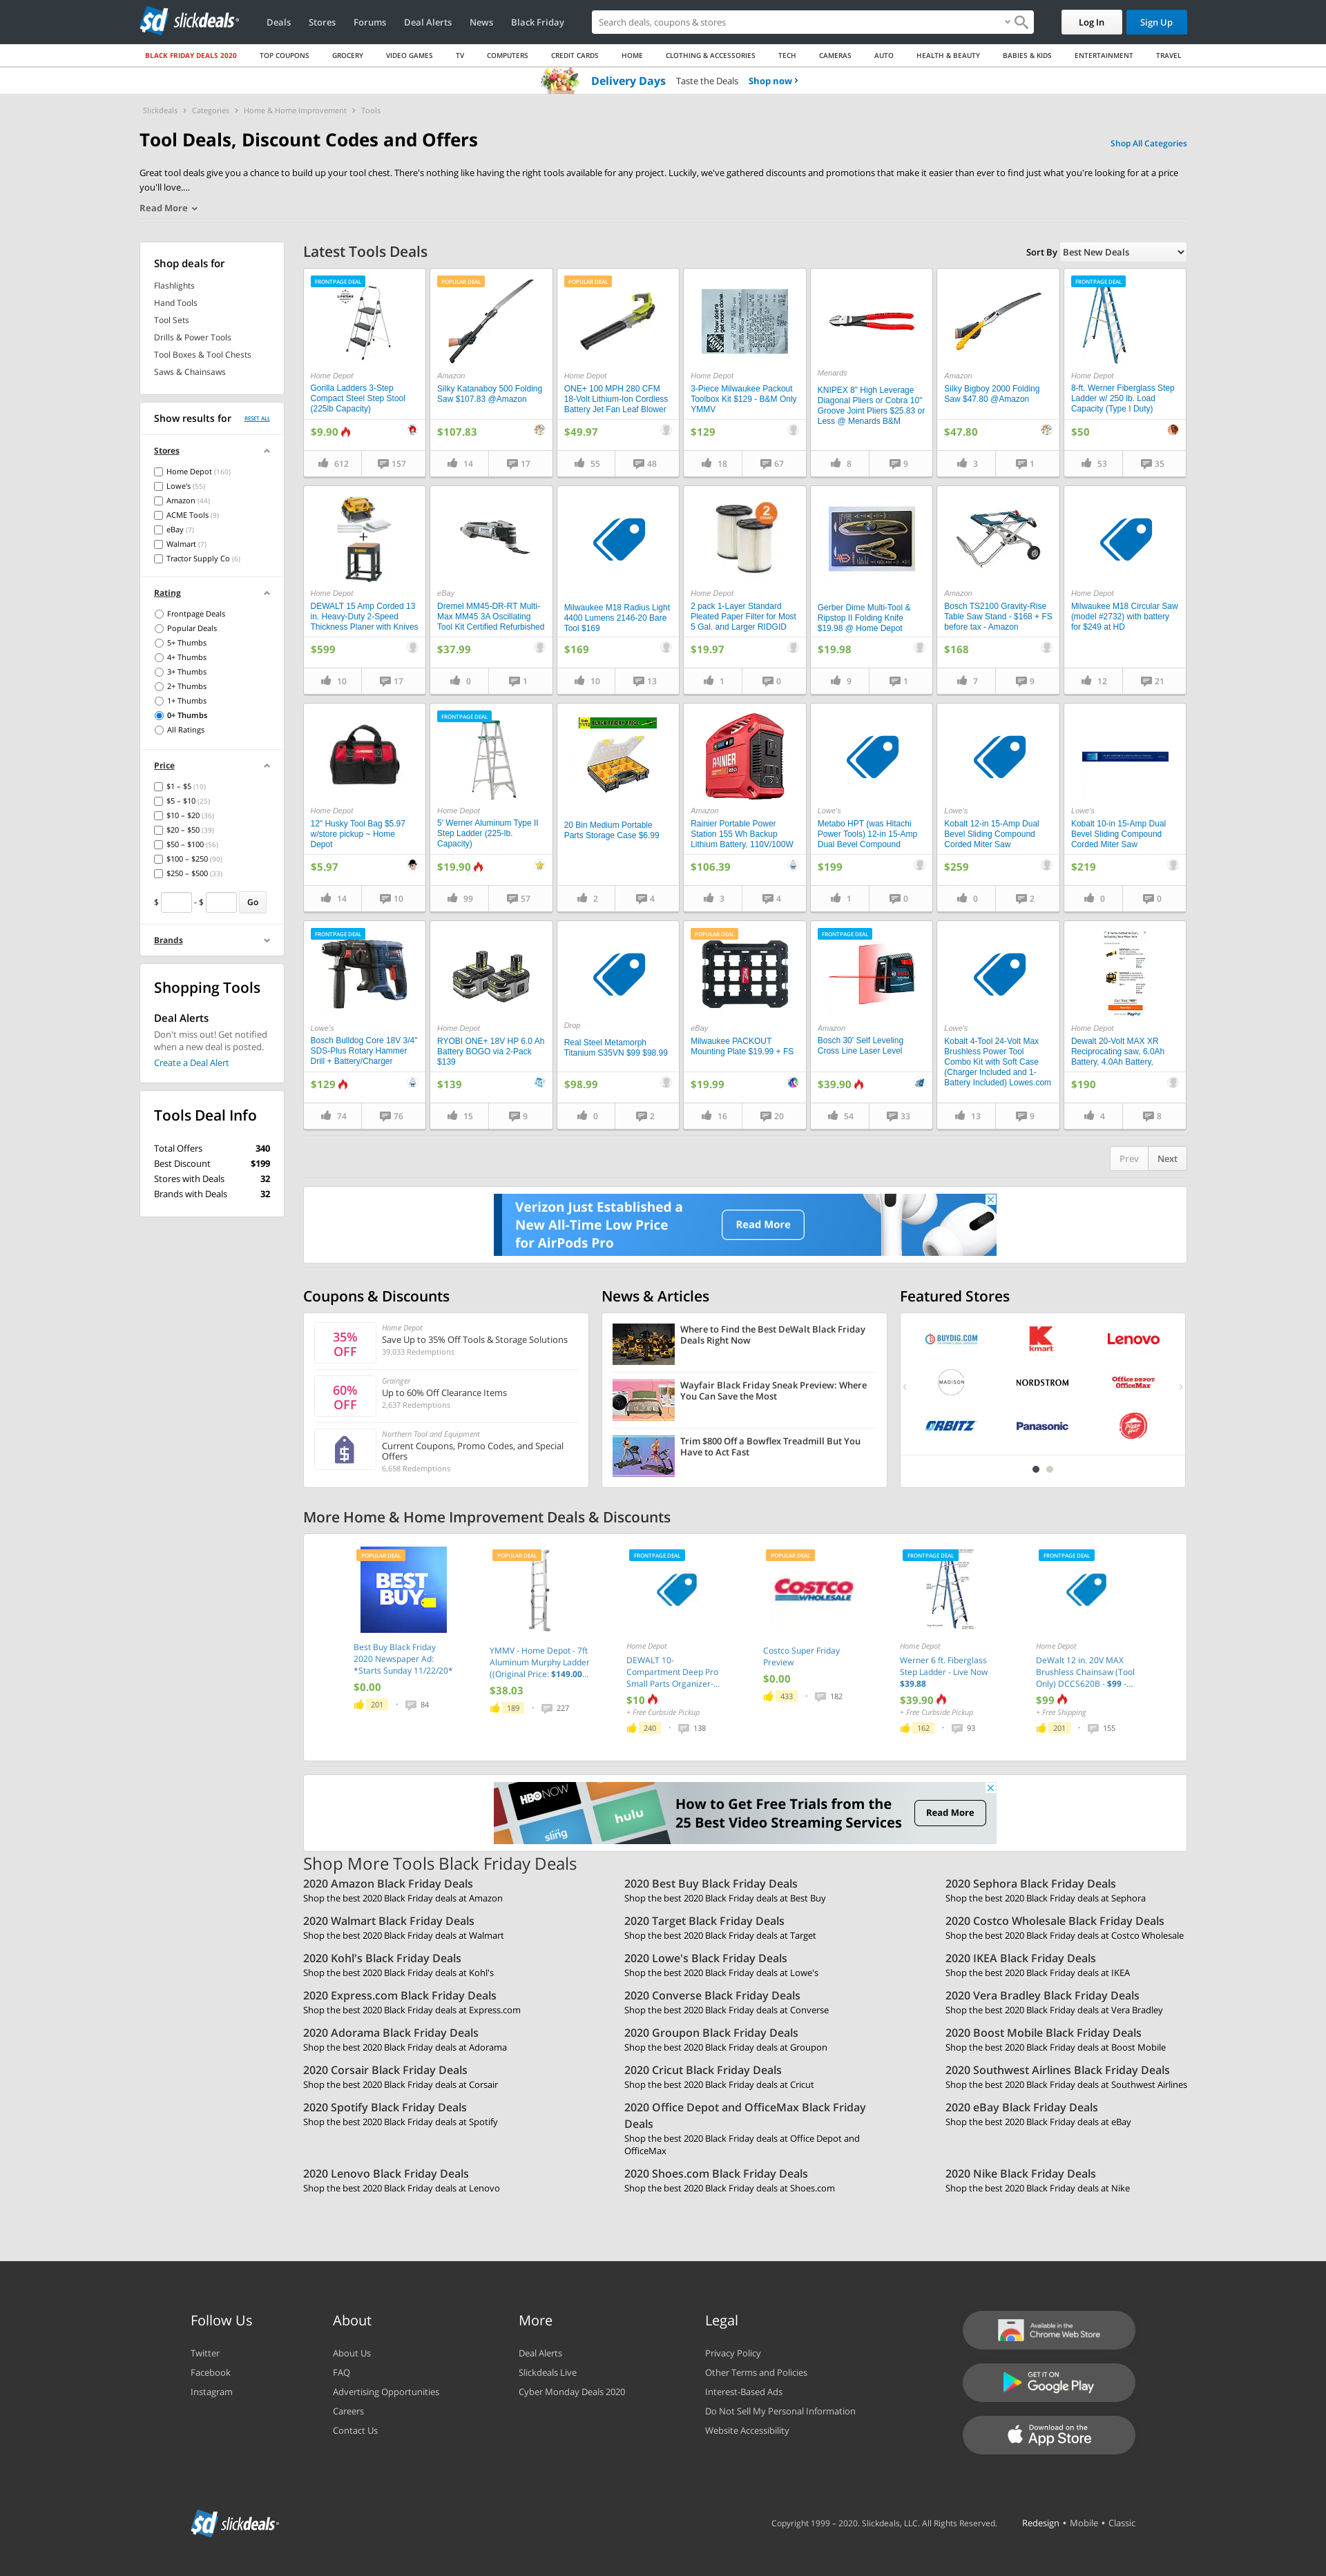 slickdeals
Deals
Stores
Forums
Deal Alerts
News
Black Friday
Search deals, coupons & stores
Log In
Sign Up
BLACK FRIDAY DEALS 2020
TOP COUPONS
GROCERY
VIDEO GAMES
TV
COMPUTERS
CREDIT CARDS
HOME
CLOTHING & ACCESSORIES
TECH
CAMERAS
AUTO
HEALTH & BEAUTY
BABIES & KIDS
ENTERTAINMENT
TRAVEL
Delivery Days Taste the Deals Shop now ›
Slickdeals › Categories › Home & Home Improvement › Tools
Tool Deals, Discount Codes and Offers
Shop All Categories
Great tool deals give you a chance to build up your tool chest. There's nothing like having the right tools available for any project. Luckily, we've gathered discounts and promotions that make it easier than ever to find just what you're looking for at a price
you'll love....
Read More
Shop deals for
Flashlights
Hand Tools
Tool Sets
Drills & Power Tools
Tool Boxes & Tool Chests
Saws & Chainsaws
Show results for RESET ALL
Stores
Home Depot (160)
Lowe's (55)
Amazon (44)
ACME Tools (9)
eBay (7)
Walmart (7)
Tractor Supply Co (6)
Rating
Frontpage Deals
Popular Deals
5+ Thumbs
4+ Thumbs
3+ Thumbs
2+ Thumbs
1+ Thumbs
0+ Thumbs
All Ratings
Price
$1 – $5 (10)
$5 – $10 (25)
$10 – $20 (36)
$20 – $50 (39)
$50 – $100 (56)
$100 – $250 (90)
$250 – $500 (33)
$ - $ Go
Brands
Shopping Tools
Deal Alerts
Don't miss out! Get notified
when a new deal is posted.
Create a Deal Alert
Tools Deal Info
Total Offers 340
Best Discount $199
Stores with Deals 32
Brands with Deals 32
Latest Tools Deals
Sort By Best New Deals
FRONTPAGE DEAL
Home Depot
Gorilla Ladders 3-Step
Compact Steel Step Stool
(225lb Capacity)
$9.90
612 157
POPULAR DEAL
Amazon
Silky Katanaboy 500 Folding
Saw $107.83 @Amazon
$107.83
14 17
POPULAR DEAL
Home Depot
ONE+ 100 MPH 280 CFM
18-Volt Lithium-Ion Cordless
Battery Jet Fan Leaf Blower
$49.97
55 48
Home Depot
3-Piece Milwaukee Packout
Toolbox Kit $129 - B&M Only
YMMV
$129
18 67
Menards
KNIPEX 8" High Leverage
Diagonal Pliers or Cobra 10"
Groove Joint Pliers $25.83 or
Less @ Menards B&M
8 9
Amazon
Silky Bigboy 2000 Folding
Saw $47.80 @Amazon
$47.80
3 1
FRONTPAGE DEAL
Home Depot
8-ft. Werner Fiberglass Step
Ladder w/ 250 lb. Load
Capacity (Type I Duty)
$50
53 35
Home Depot
DEWALT 15 Amp Corded 13
in. Heavy-Duty 2-Speed
Thickness Planer with Knives
$599
10 17
eBay
Dremel MM45-DR-RT Multi-
Max MM45 3A Oscillating
Tool Kit Certified Refurbished
$37.99
0 1
Milwaukee M18 Radius Light
4400 Lumens 2146-20 Bare
Tool $169
$169
10 13
2
Home Depot
2 pack 1-Layer Standard
Pleated Paper Filter for Most
5 Gal. and Larger RIDGID
$19.97
1 0
Gerber Dime Multi-Tool &
Ripstop II Folding Knife
$19.98 @ Home Depot
$19.98
9 1
Amazon
Bosch TS2100 Gravity-Rise
Table Saw Stand - $168 + FS
before tax - Amazon
$168
7 9
Home Depot
Milwaukee M18 Circular Saw
(model #2732) with battery
for $249 at HD
12 21
Home Depot
12" Husky Tool Bag $5.97
w/store pickup ~ Home
Depot
$5.97
14 10
FRONTPAGE DEAL
Home Depot
5' Werner Aluminum Type II
Step Ladder (225-lb.
Capacity)
$19.90
99 57
20 Bin Medium Portable
Parts Storage Case $6.99
2 4
RAINIER
Amazon
Rainier Portable Power
Station 155 Wh Backup
Lithium Battery, 110V/100W
$106.39
3 4
Lowe's
Metabo HPT (was Hitachi
Power Tools) 12-in 15-Amp
Dual Bevel Compound
$199
1 0
Lowe's
Kobalt 12-in 15-Amp Dual
Bevel Sliding Compound
Corded Miter Saw
$259
0 2
Lowe's
Kobalt 10-in 15-Amp Dual
Bevel Sliding Compound
Corded Miter Saw
$219
0 0
FRONTPAGE DEAL
Lowe's
Bosch Bulldog Core 18V 3/4"
SDS-Plus Rotary Hammer
Drill + Battery/Charger
$129
74 76
Home Depot
RYOBI ONE+ 18V HP 6.0 Ah
Battery BOGO via 2-Pack
$139
$139
15 9
Drop
Real Steel Metamorph
Titanium S35VN $99 $98.99
$98.99
0 2
POPULAR DEAL
eBay
Milwaukee PACKOUT
Mounting Plate $19.99 + FS
$19.99
16 20
FRONTPAGE DEAL
Amazon
Bosch 30' Self Leveling
Cross Line Laser Level
$39.90
54 33
Lowe's
Kobalt 4-Tool 24-Volt Max
Brushless Power Tool
Combo Kit with Soft Case
(Charger Included and 1-
Battery Included) Lowes.com
13 9
PayPal
Home Depot
Dewalt 20-Volt MAX XR
Reciprocating saw, 6.0Ah
Battery, 4.0Ah Battery,
$190
4 8
Prev Next
Verizon Just Established a
New All-Time Low Price
for AirPods Pro
Read More
Coupons & Discounts
35%
OFF
Home Depot
Save Up to 35% Off Tools & Storage Solutions
39,033 Redemptions
60%
OFF
Grainger
Up to 60% Off Clearance Items
2,637 Redemptions
Northern Tool and Equipment
Current Coupons, Promo Codes, and Special
Offers
6,658 Redemptions
News & Articles
Where to Find the Best DeWalt Black Friday
Deals Right Now
Wayfair Black Friday Sneak Preview: Where
You Can Save the Most
Trim $800 Off a Bowflex Treadmill But You
Have to Act Fast
Featured Stores
BUYDIG.COM
kmart
Lenovo
MADISON
NORDSTROM
Office DEPOT
OfficeMax
ORBITZ
Panasonic
Pizza Hut
More Home & Home Improvement Deals & Discounts
POPULAR DEAL
BEST
BUY
Best Buy Black Friday
2020 Newspaper Ad:
*Starts Sunday 11/22/20*
$0.00
201 · 84
POPULAR DEAL
YMMV - Home Depot - 7ft
Aluminum Murphy Ladder
((Original Price: $149.00...
$38.03
189 · 227
FRONTPAGE DEAL
Home Depot
DEWALT 10-
Compartment Deep Pro
Small Parts Organizer-...
$10
+ Free Curbside Pickup
240 · 138
POPULAR DEAL
COSTCO
WHOLESALE
Costco Super Friday
Preview
$0.00
433 · 182
FRONTPAGE DEAL
Home Depot
Werner 6 ft. Fiberglass
Step Ladder - Live Now
$39.88
$39.90
+ Free Curbside Pickup
162 · 93
FRONTPAGE DEAL
Home Depot
DeWalt 12 in. 20V MAX
Brushless Chainsaw (Tool
Only) DCCS620B - $99 -...
$99
+ Free Shipping
201 · 155
HBO NOW
hulu
sling
How to Get Free Trials from the
25 Best Video Streaming Services
Read More
Shop More Tools Black Friday Deals
2020 Amazon Black Friday Deals
Shop the best 2020 Black Friday deals at Amazon
2020 Best Buy Black Friday Deals
Shop the best 2020 Black Friday deals at Best Buy
2020 Sephora Black Friday Deals
Shop the best 2020 Black Friday deals at Sephora
2020 Walmart Black Friday Deals
Shop the best 2020 Black Friday deals at Walmart
2020 Target Black Friday Deals
Shop the best 2020 Black Friday deals at Target
2020 Costco Wholesale Black Friday Deals
Shop the best 2020 Black Friday deals at Costco Wholesale
2020 Kohl's Black Friday Deals
Shop the best 2020 Black Friday deals at Kohl's
2020 Lowe's Black Friday Deals
Shop the best 2020 Black Friday deals at Lowe's
2020 IKEA Black Friday Deals
Shop the best 2020 Black Friday deals at IKEA
2020 Express.com Black Friday Deals
Shop the best 2020 Black Friday deals at Express.com
2020 Converse Black Friday Deals
Shop the best 2020 Black Friday deals at Converse
2020 Vera Bradley Black Friday Deals
Shop the best 2020 Black Friday deals at Vera Bradley
2020 Adorama Black Friday Deals
Shop the best 2020 Black Friday deals at Adorama
2020 Groupon Black Friday Deals
Shop the best 2020 Black Friday deals at Groupon
2020 Boost Mobile Black Friday Deals
Shop the best 2020 Black Friday deals at Boost Mobile
2020 Corsair Black Friday Deals
Shop the best 2020 Black Friday deals at Corsair
2020 Cricut Black Friday Deals
Shop the best 2020 Black Friday deals at Cricut
2020 Southwest Airlines Black Friday Deals
Shop the best 2020 Black Friday deals at Southwest Airlines
2020 Spotify Black Friday Deals
Shop the best 2020 Black Friday deals at Spotify
2020 Office Depot and OfficeMax Black Friday
Deals
Shop the best 2020 Black Friday deals at Office Depot and
OfficeMax
2020 eBay Black Friday Deals
Shop the best 2020 Black Friday deals at eBay
2020 Lenovo Black Friday Deals
Shop the best 2020 Black Friday deals at Lenovo
2020 Shoes.com Black Friday Deals
Shop the best 2020 Black Friday deals at Shoes.com
2020 Nike Black Friday Deals
Shop the best 2020 Black Friday deals at Nike
Follow Us
Twitter
Facebook
Instagram
About
About Us
FAQ
Advertising Opportunities
Careers
Contact Us
More
Deal Alerts
Slickdeals Live
Cyber Monday Deals 2020
Legal
Privacy Policy
Other Terms and Policies
Interest-Based Ads
Do Not Sell My Personal Information
Website Accessibility
Available in the
Chrome Web Store
GET IT ON
Google Play
Download on the
App Store
slickdeals
Copyright 1999 – 2020. Slickdeals, LLC. All Rights Reserved.
Redesign • Mobile • Classic